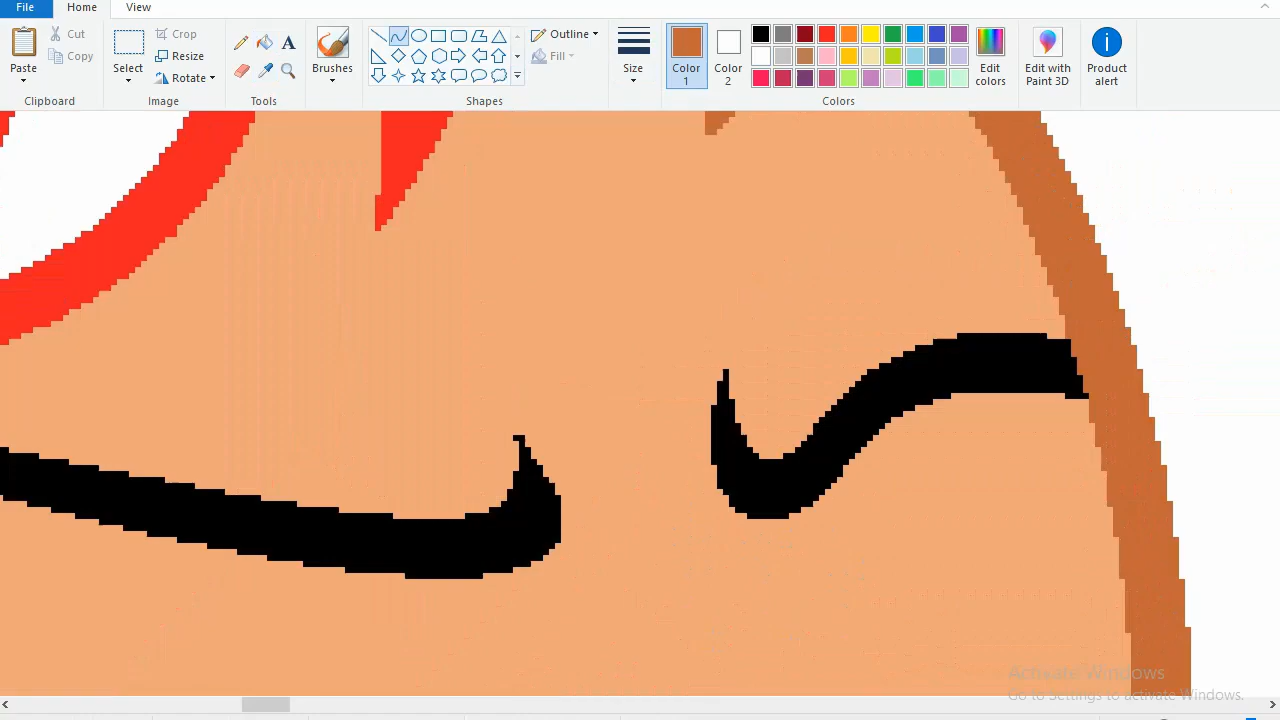 File Home View
Cut
Copy
Paste
Clipboard
Select
Crop
Resize
Rotate
Image
A
Tools
Brushes
Shapes
Outline
Fill
Size
Color
Color
2
Colors
Edit
colors
Edit with
Paint 3D
Product
alert
Activate Windows
Go to Settings to activate Windows.